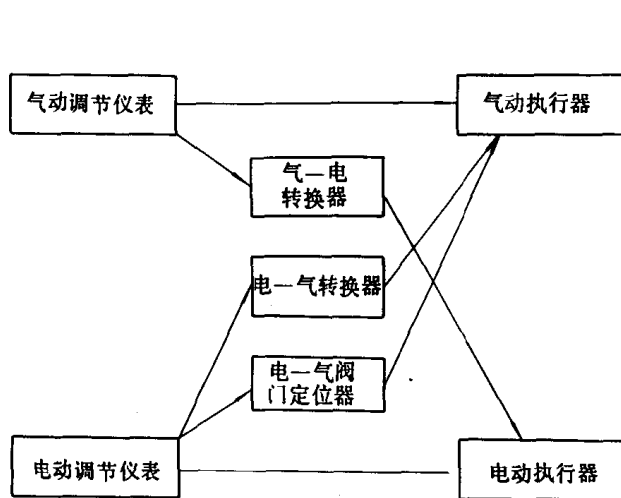 气动调节仪表
气动执行器
气—电
转换器
电—气转换器
电—气阀
门定位器
电动调节仪表
电动执行器